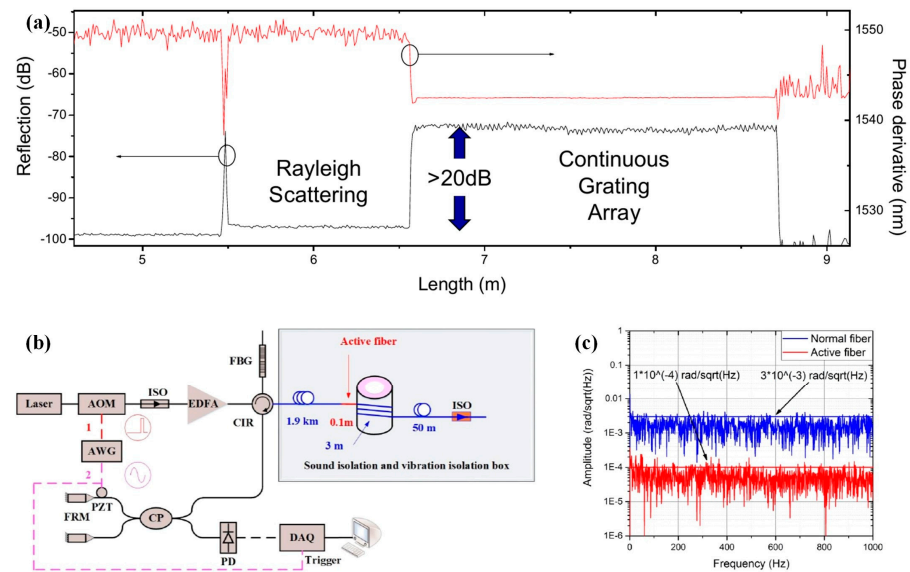 (a)
Reflection (dB)
-50
-60
-70
-80
-90
-100
Rayleigh
Scattering
>20dB
Continuous
Grating
Array
1550
1540
1530
Phase derivative (nm)
5
6
7
8
9
Length (m)
(b)
FBG
Active fiber
Laser
AOM
ISO
EDFA
CIR
1.9 km
0.1m
3 m
50 m
ISO
Sound isolation and vibration isolation box
1
AWG
2
PZT
FRM
CP
PD
DAQ
Trigger
(c)
Amplitude (rad/sqrt(Hz)
1
0.1
0.01
1E-3
1E-4
1E-5
1E-6
Normal fiber
Active fiber
1*10^(-4) rad/sqrt(Hz)
3*10^(-3) rad/sqrt(Hz)
0
200
400
600
800
1000
Frequency (Hz)